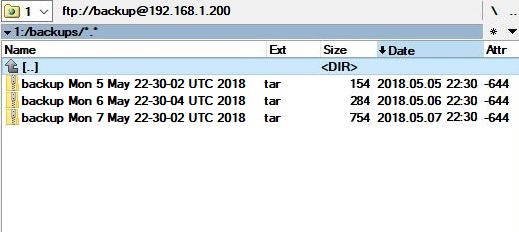 1 ftp://backup@192.168.1.200 \ ..
1:/backups/*.* * ▼
Name Ext Size Date Attr
[..] <DIR>
backup Mon 5 May 22-30-02 UTC 2018 tar 154 2018.05.05 22:30 -644
backup Mon 6 May 22-30-04 UTC 2018 tar 284 2018.05.06 22:30 -644
backup Mon 7 May 22-30-02 UTC 2018 tar 754 2018.05.07 22:30 -644